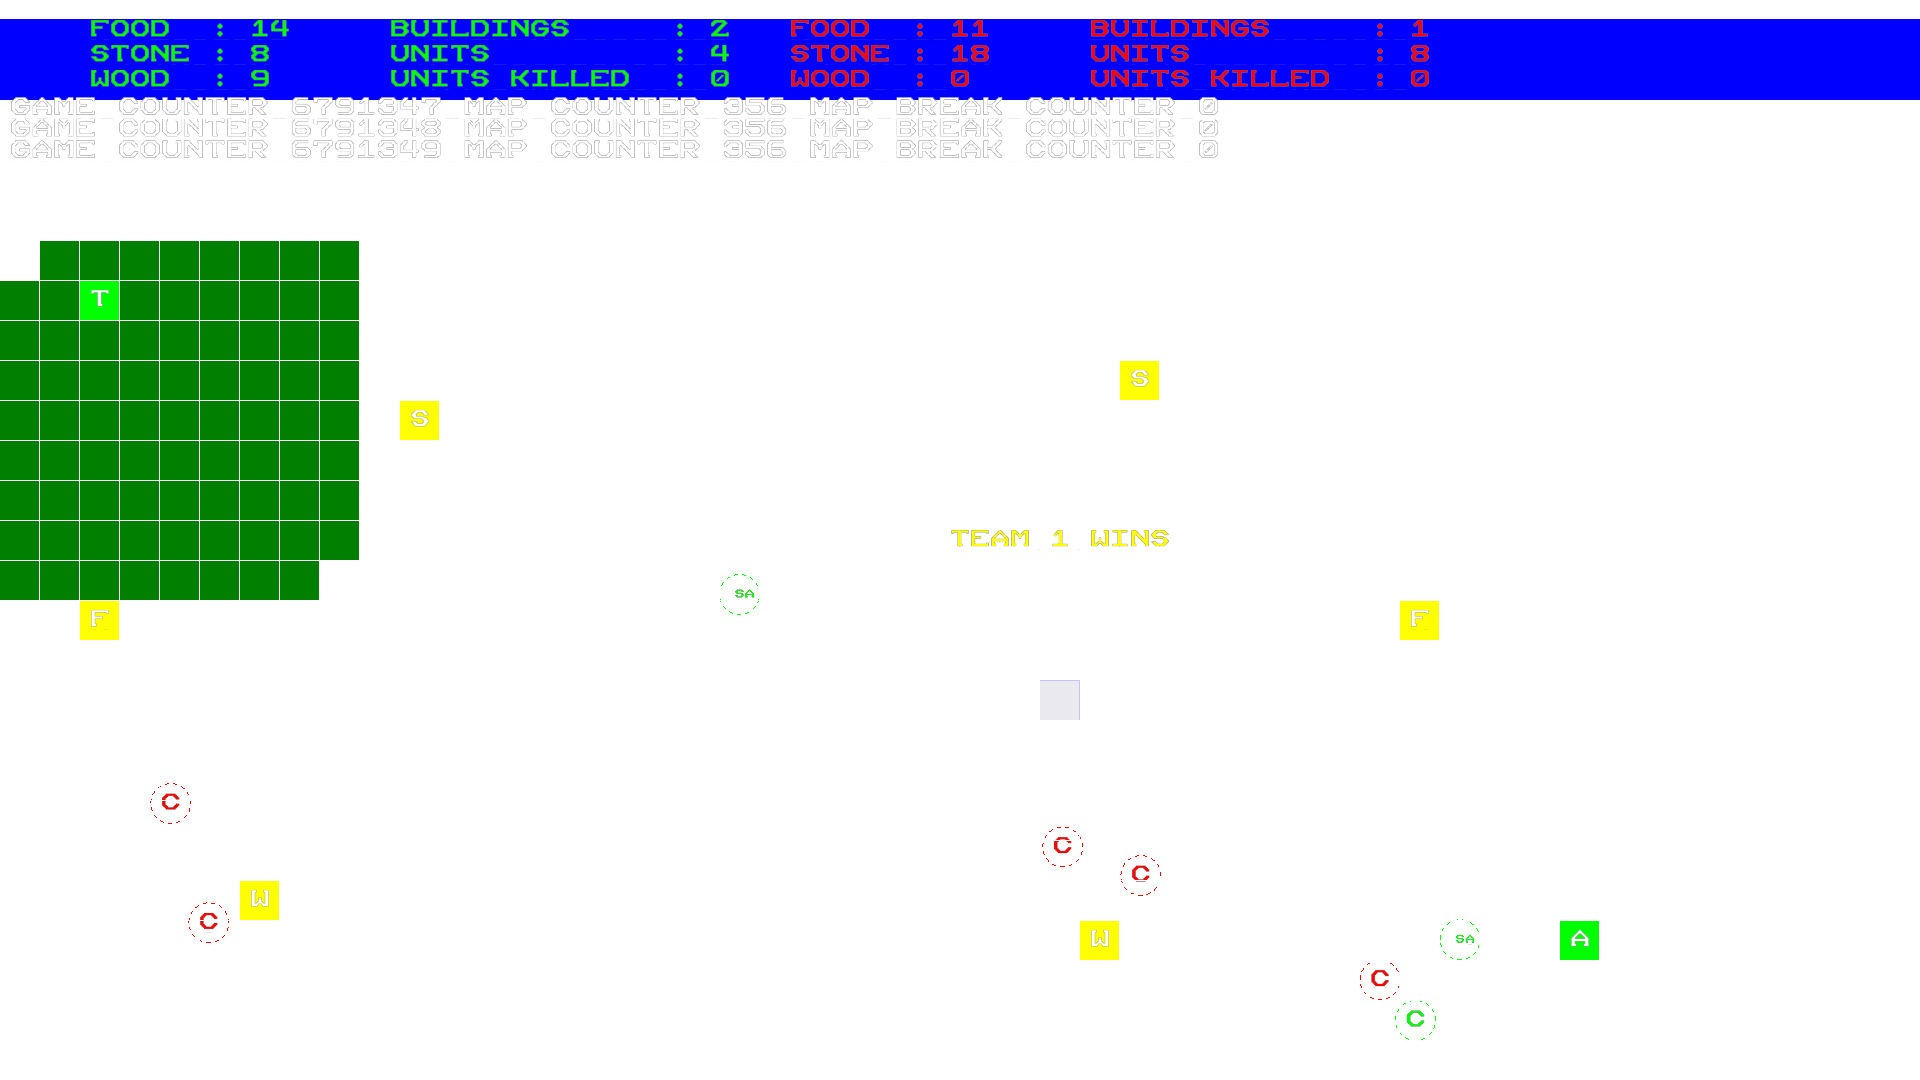 FOOD : 14 BUILDINGS : 2 FOOD : 11 BUILDINGS : 1
STONE : 8 UNITS : 4 STONE : 18 UNITS : 8
WOOD : 9 UNITS KILLED : 0 WOOD : 0 UNITS KILLED : 0
GAME COUNTER 6791347 MAP COUNTER 356 MAP BREAK COUNTER 0
GAME COUNTER 6791348 MAP COUNTER 356 MAP BREAK COUNTER 0
GAME COUNTER 6791349 MAP COUNTER 356 MAP BREAK COUNTER 0
T
S
S
TEAM 1 WINS
SA
F
F
C
C
C
W
C
W
SA
A
C
C